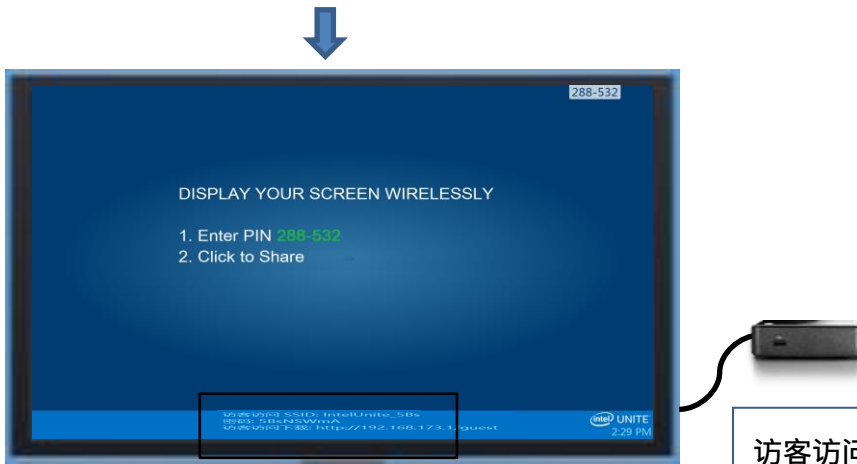 288-532
DISPLAY YOUR SCREEN WIRELESSLY
1. Enter PIN 288-532
2. Click to Share
访客访问 SSID: IntelUnite_58s
密码: 5BsNSWmA
访客访问下载: http://192.168.173.1/guest
intel UNITE
2:29 PM
访客访问